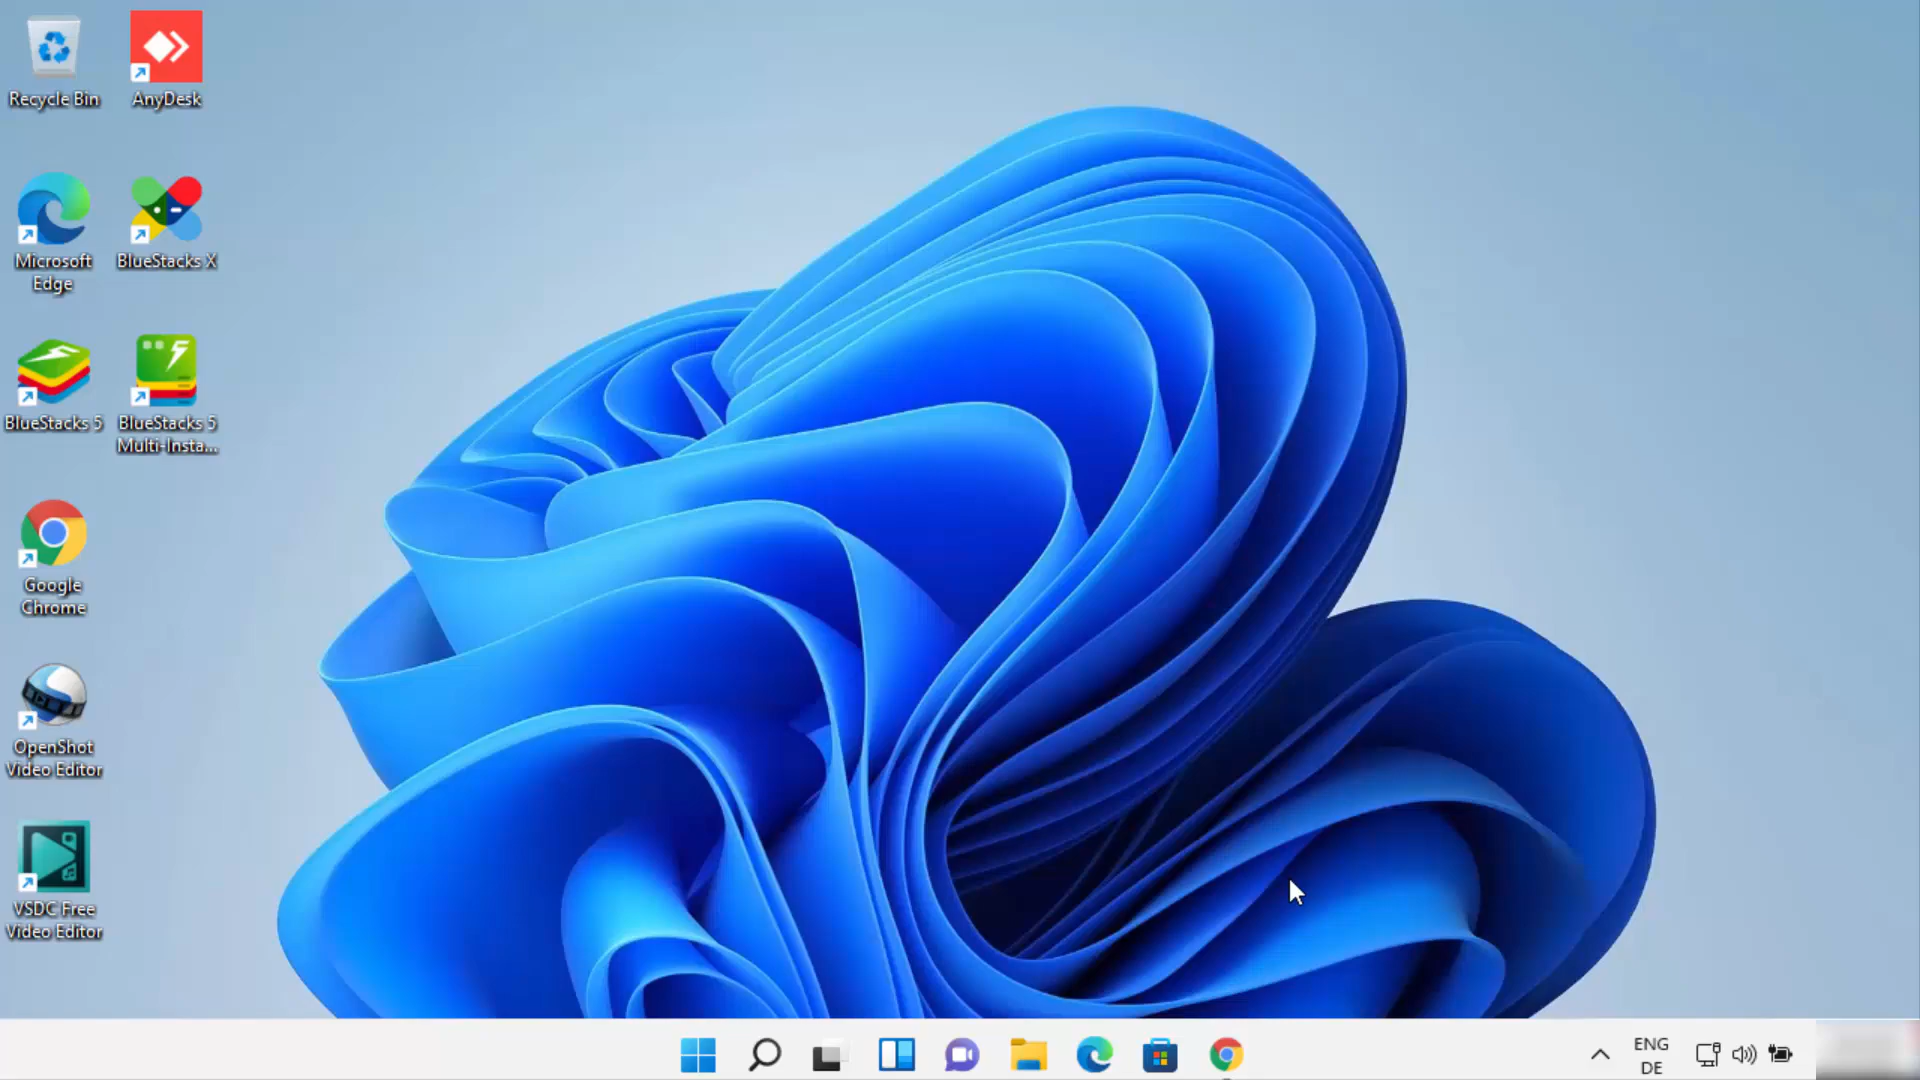 Recycle Bin
AnyDesk
Microsoft
Edge
BlueStacks X
BlueStacks 5
BlueStacks 5
Multi-Insta...
Google
Chrome
OpenShot
Video Editor
VSDC Free
Video Editor
ENG
DE